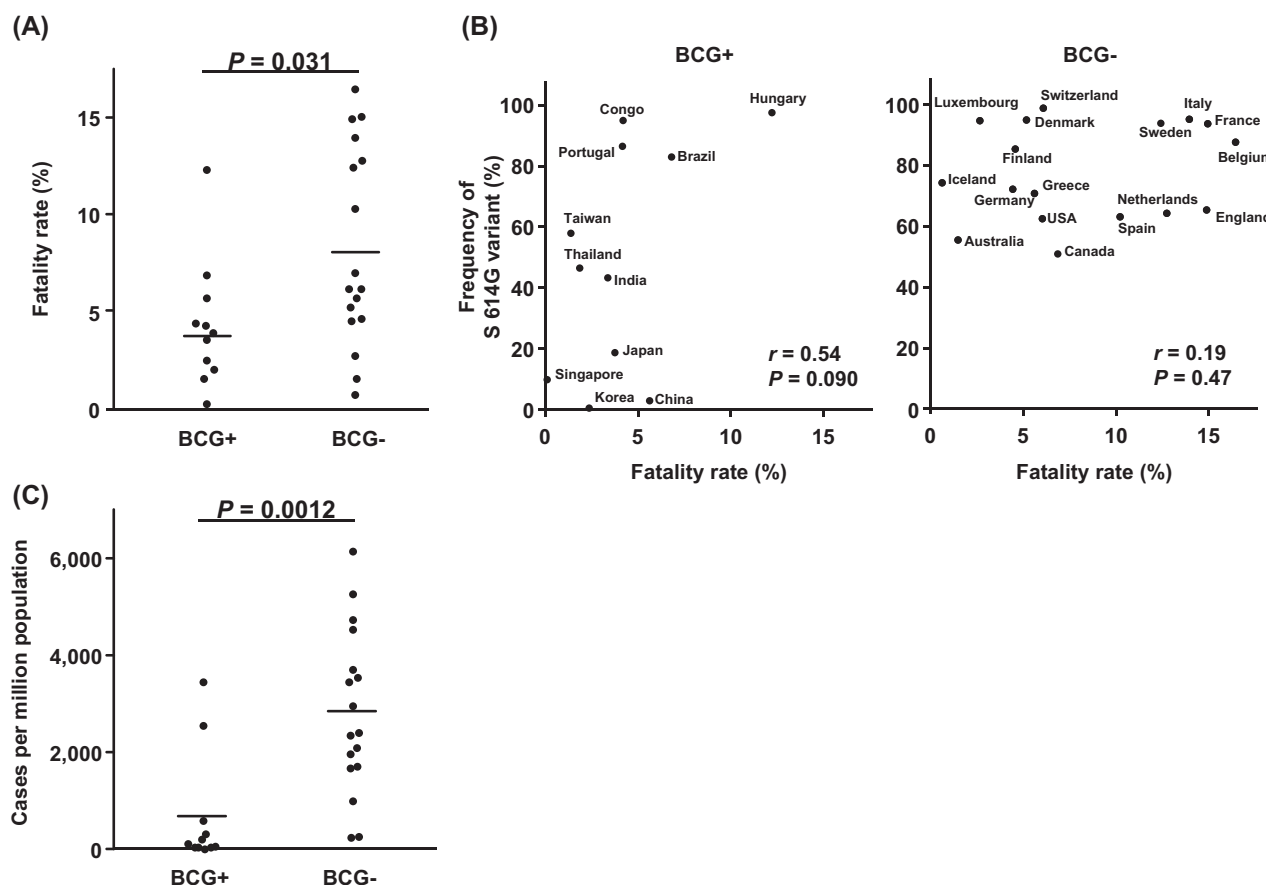 (A)
P = 0.031
Fatality rate (%)
15
10
5
0
BCG+
BCG-
(B)
BCG+
Frequency of
S 614G variant (%)
100
80
60
40
20
0
Congo
Hungary
Portugal
Brazil
Taiwan
Thailand
India
Japan
Singapore
Korea
China
r = 0.54
P = 0.090
0
5
10
15
Fatality rate (%)
BCG-
100
80
60
40
20
0
Luxembourg
Switzerland
Denmark
Italy
France
Sweden
Finland
Belgium
Iceland
Germany
Greece
Netherlands
USA
Spain
England
Australia
Canada
r = 0.19
P = 0.47
0
5
10
15
Fatality rate (%)
(C)
P = 0.0012
Cases per million population
6,000
4,000
2,000
0
BCG+
BCG-